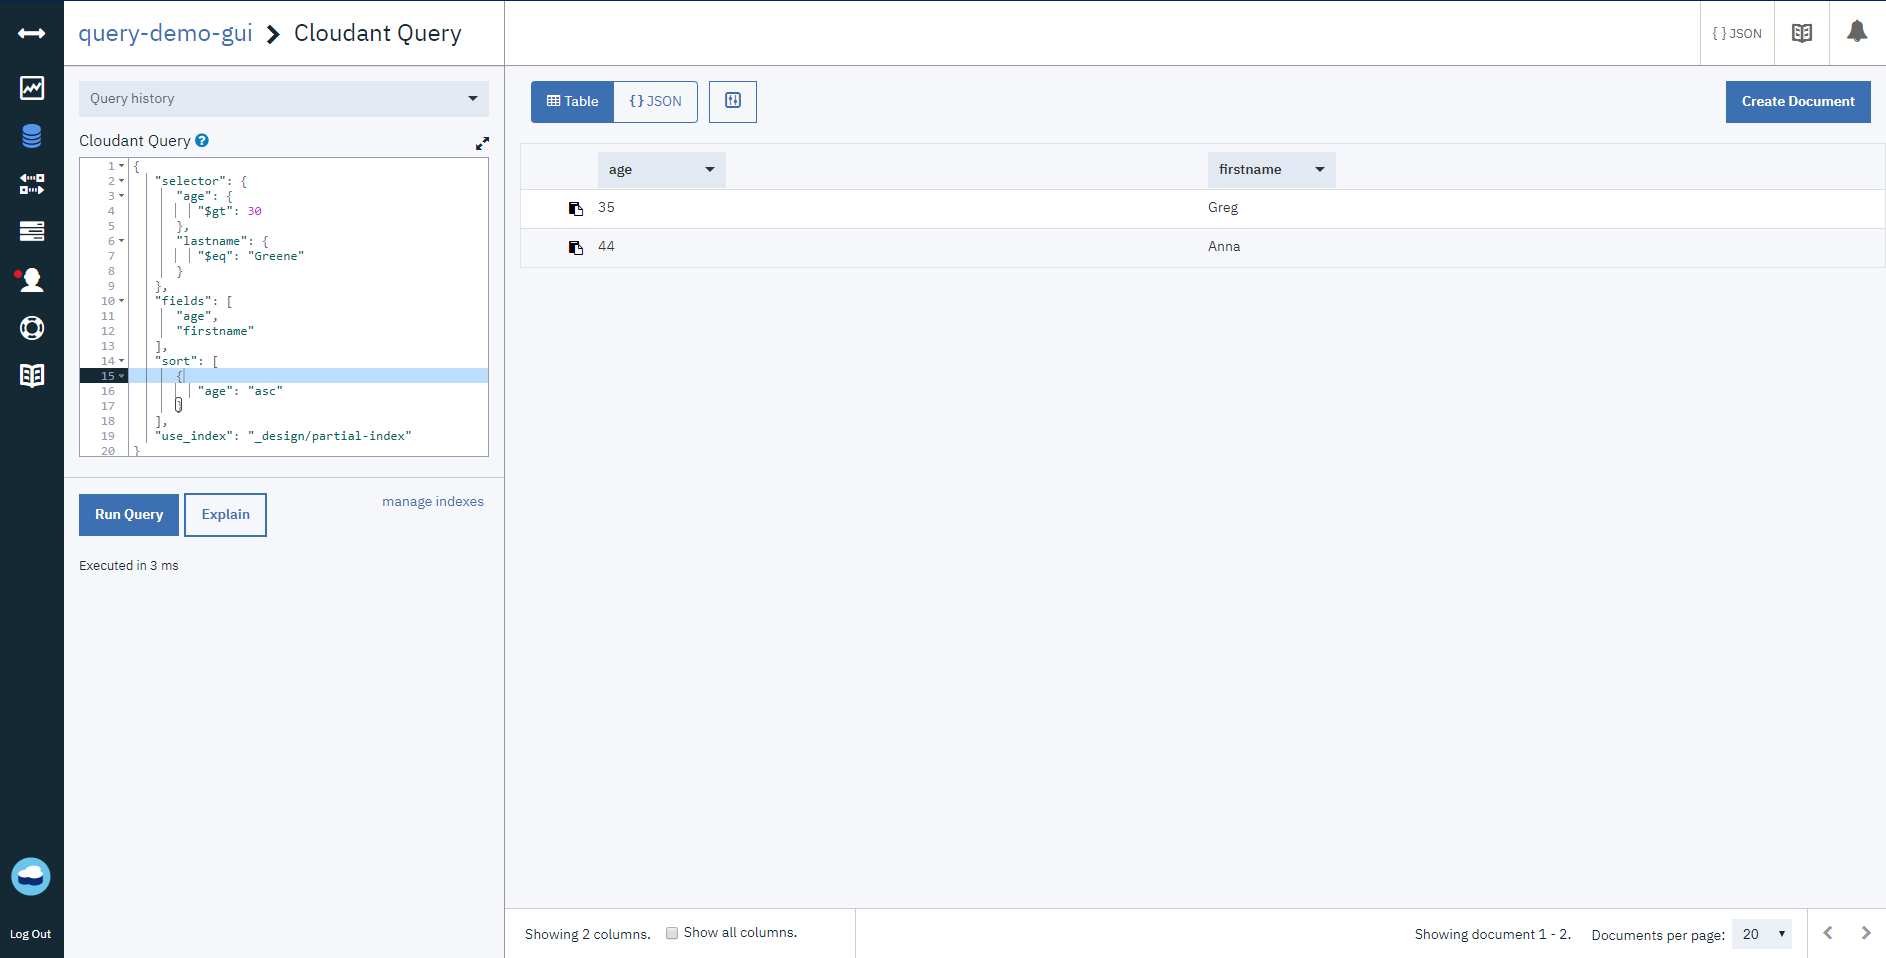 query-demo-gui Cloudant Query
{ } JSON
Query history
Cloudant Query ?
1 {
2 "selector": {
3 "age": {
4 "$gt": 30
5 },
6 "lastname": {
7 "$eq": "Greene"
8 }
9 },
10 "fields": [
11 "age",
12 "firstname"
13 ],
14 "sort": [
15 {
16 "age": "asc"
17 }
18 ],
19 "use_index": "_design/partial-index"
20 }
Run Query
Explain
manage indexes
Executed in 3 ms
Log Out
Table
{} JSON
Create Document
age firstname
35 Greg
44 Anna
Showing 2 columns. Show all columns.
Showing document 1 - 2. Documents per page: 20